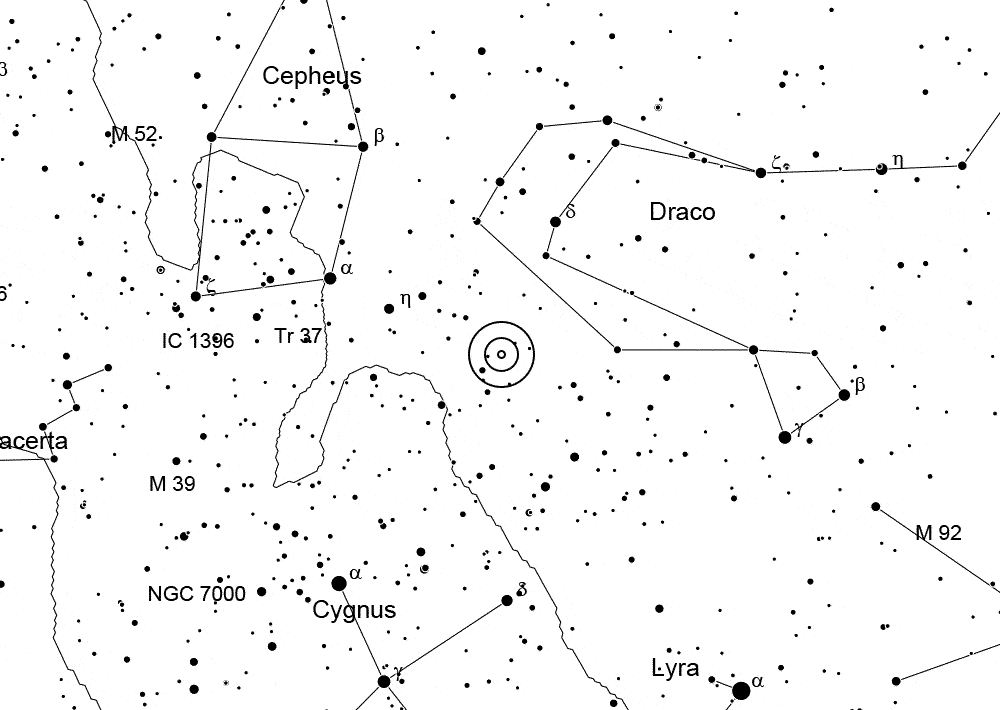 Cepheus
β
M 52
β
ζ
η
δ
Draco
α
ζ
η
6
IC 1396
Tr 37
β
γ
acerta
M 39
M 92
α
NGC 7000
δ
Cygnus
γ
Lyra
α